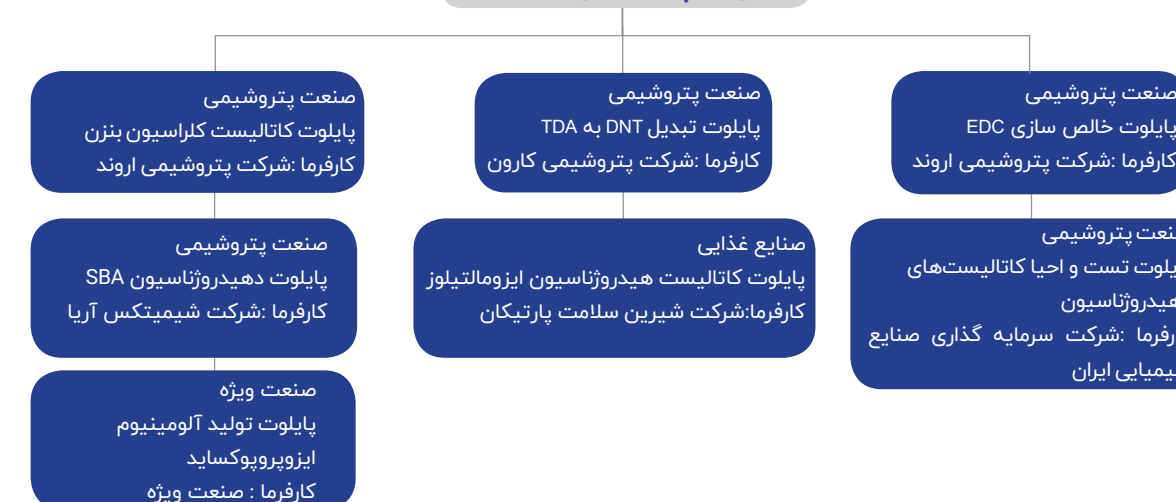 صنعت پتروشیمی
پایلوت خالص سازی EDC
کارفرما :شرکت پتروشیمی اروند
صنعت پتروشیمی
پایلوت تبدیل DNT به TDA
کارفرما :شرکت پتروشیمی کارون
صنعت پتروشیمی
پایلوت کاتالیست کلراسیون بنزن
کارفرما :شرکت پتروشیمی اروند
پتروشیمی
تست و احیا کاتالیست‌های
هیدروژناسیون
:شرکت سرمایه گذاری صنایع
ایران
صنایع غذایی
پایلوت کاتالیست هیدروژناسیون ایزومالتیلوز
کارفرما:شرکت شیرین سلامت پارتیکان
صنعت پتروشیمی
پایلوت دهیدروژناسیون SBA
کارفرما :شرکت شیمیتکس آریا
صنعت ویژه
پایلوت تولید آلومینیوم
ایزوپروپوکساید
کارفرما : صنعت ویژه